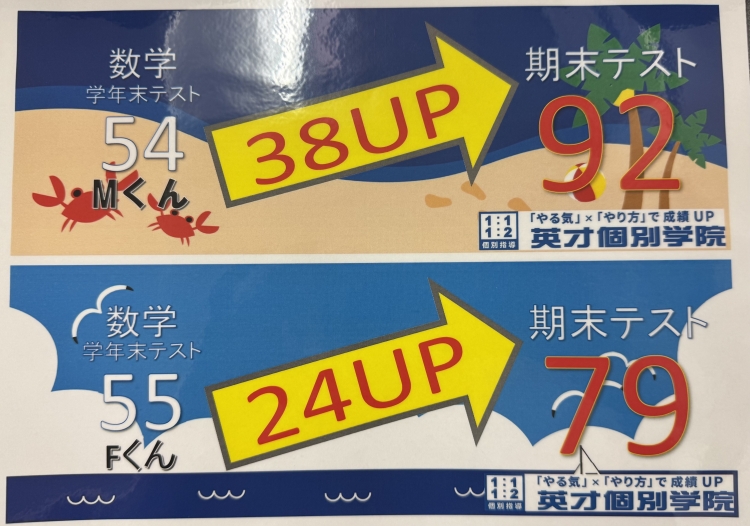 数学
学年末テスト
54
Mくん
38UP
期末テスト
92
1:1
1:2
個別指導
「やる気」×「やり方」で成績UP
英才個別学院
数学
学年末テスト
55
Fくん
24UP
期末テスト
79
1:1
1:2
個別指導
「やる気」×「やり方」で成績UP
英才個別学院